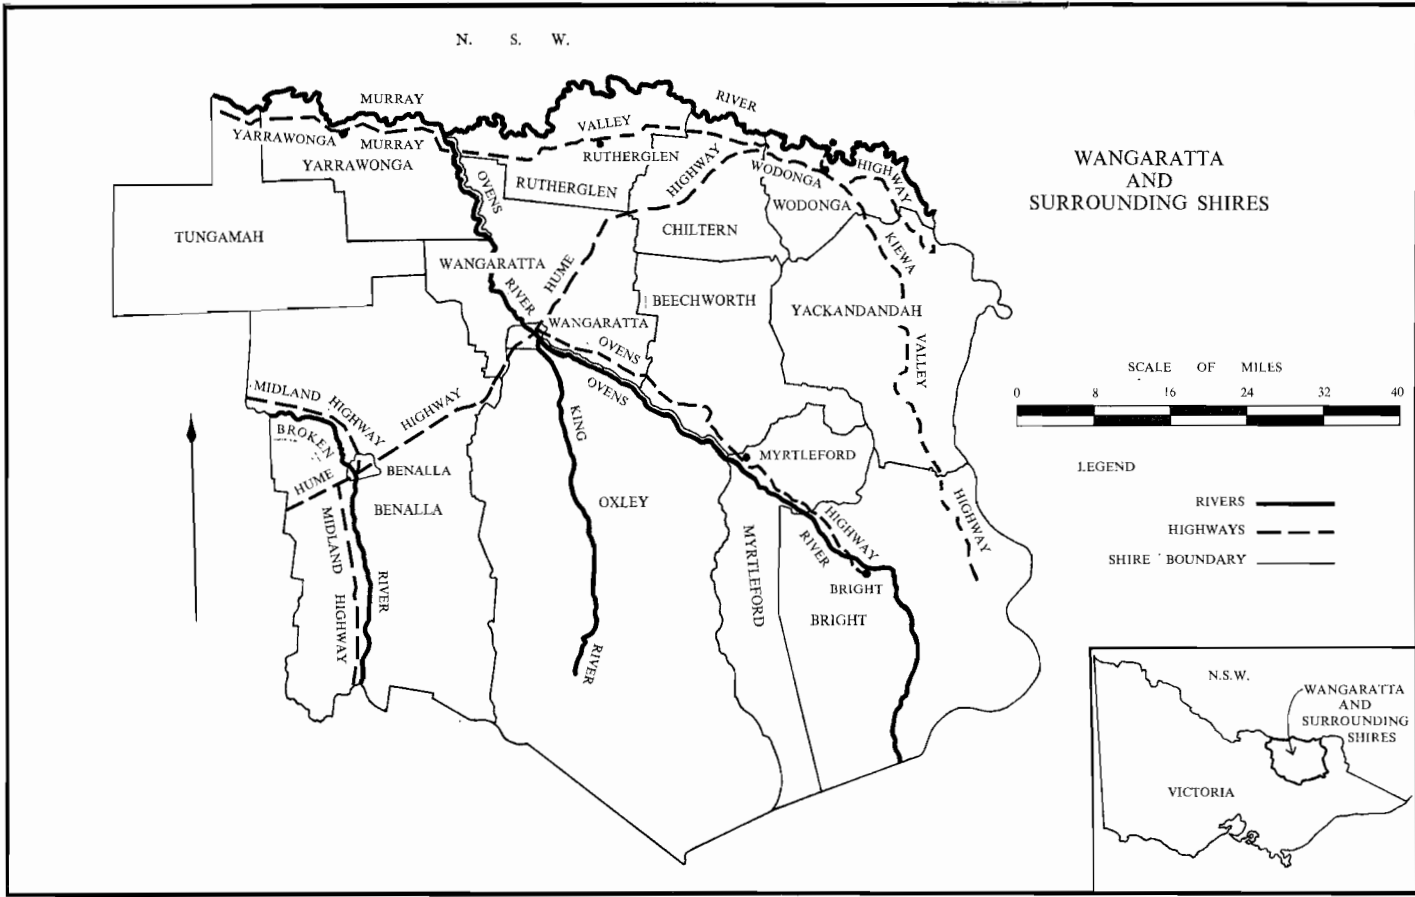 N. S. W.
WANGARATTA
AND
SURROUNDING SHIRES
MURRAY
RIVER
YARRAWONGA
MURRAY
VALLEY
HIGHWAY
YARRAWONGA
RUTHERGLEN
RUTHERGLEN
HIGHWAY
WODONGA
WODONGA
OVENS
TUNGAMAH
WANGARATTA
HUME
CHILTERN
KIEWA
RIVER
BEECHWORTH
YACKANDANDAH
WANGARATTA
OVENS
VALLEY
OVENS
MIDLAND
HIGHWAY
HIGHWAY
KING
BROKEN
HUME
BENALLA
BENALLA
MIDLAND
HIGHWAY
RIVER
OXLEY
RIVER
MYRTLEFORD
MYRTLEFORD
HIGHWAY
RIVER
HIGHWAY
BRIGHT
BRIGHT
SCALE OF MILES
0 8 16 24 32 40
LEGEND
RIVERS
HIGHWAYS
SHIRE BOUNDARY
N.S.W.
WANGARATTA
AND
SURROUNDING
SHIRES
VICTORIA